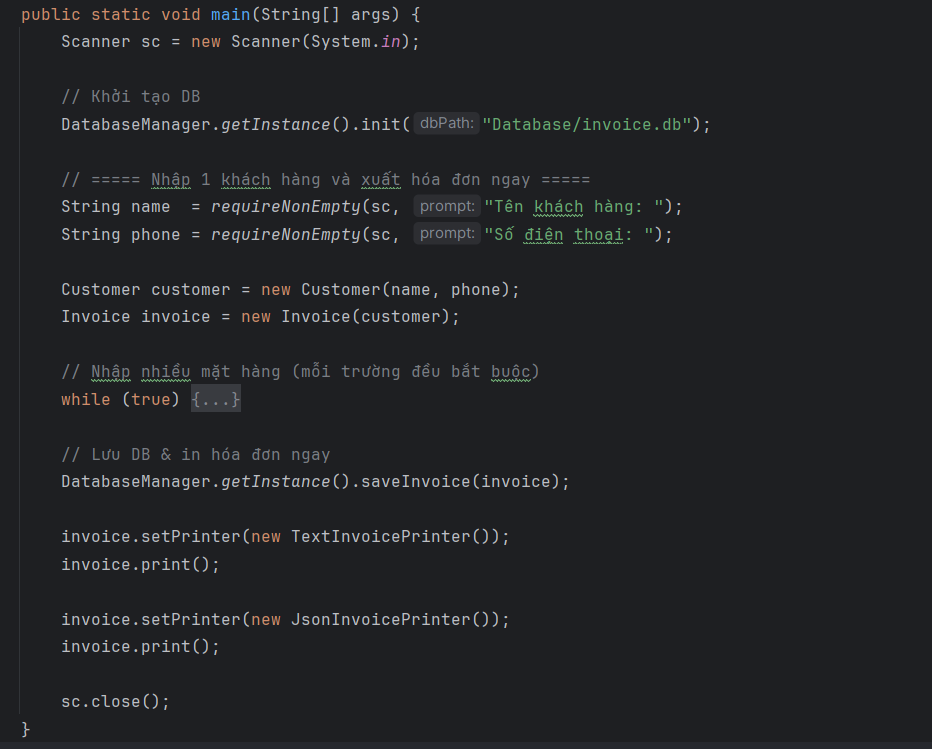 public static void main(String[] args) {
Scanner sc = new Scanner(System.in);
// Khởi tạo DB
DatabaseManager.getInstance().init( dbPath: "Database/invoice.db");
// ===== Nhập 1 khách hàng và xuất hóa đơn ngay =====
String name  = requireNonEmpty(sc,  prompt: "Tên khách hàng: ");
String phone = requireNonEmpty(sc,  prompt: "Số điện thoại: ");
Customer customer = new Customer(name, phone);
Invoice invoice = new Invoice(customer);
// Nhập nhiều mặt hàng (mỗi trường đều bắt buộc)
while (true) {...}
// Lưu DB & in hóa đơn ngay
DatabaseManager.getInstance().saveInvoice(invoice);
invoice.setPrinter(new TextInvoicePrinter());
invoice.print();
invoice.setPrinter(new JsonInvoicePrinter());
invoice.print();
sc.close();
}